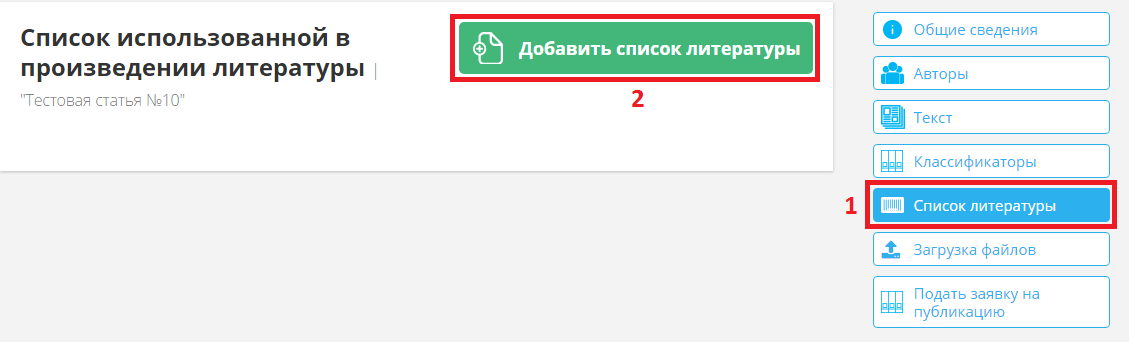 Список использованной в
произведении литературы |
"Тестовая статья №10"
Добавить список литературы
2
Общие сведения
Авторы
Текст
Классификаторы
1
Список литературы
Загрузка файлов
Подать заявку на
публикацию